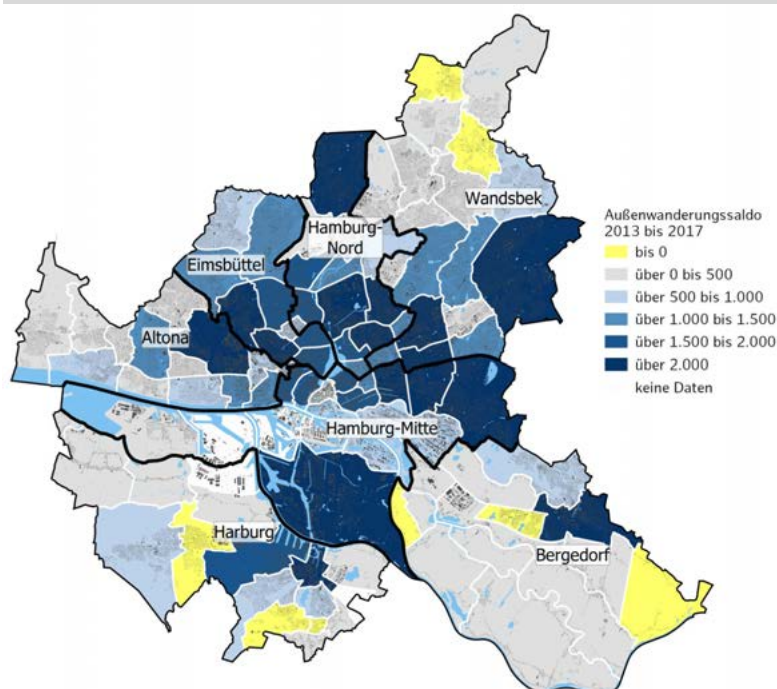 Wandsbek
Hamburg-
Nord
Eimsbüttel
Altona
Hamburg-Mitte
Harburg
Bergedorf
Außenwanderungssaldo
2013 bis 2017
bis 0
über 0 bis 500
über 500 bis 1.000
über 1.000 bis 1.500
über 1.500 bis 2.000
über 2.000
keine Daten